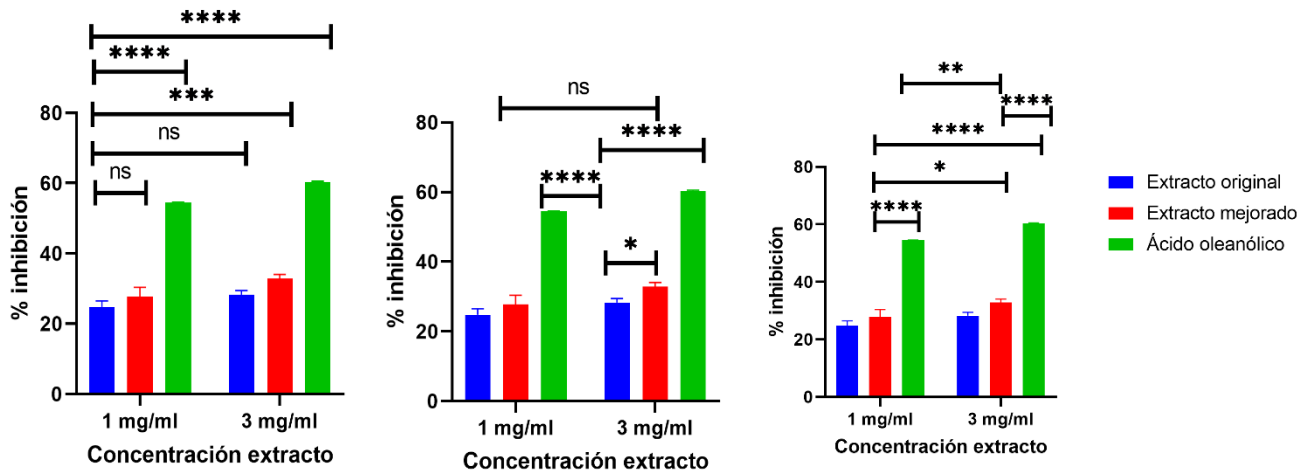 ****
****
***
ns
ns
80
60
40
20
0
% inhibición
1 mg/ml 3 mg/ml
Concentración extracto
ns
****
****
*
80
60
40
20
0
% inhibición
1 mg/ml 3 mg/ml
Concentración extracto
**
****
****
*
****
80
60
40
20
0
% inhibición
1 mg/ml 3 mg/ml
Concentración extracto
Extracto original
Extracto mejorado
Ácido oleanólico